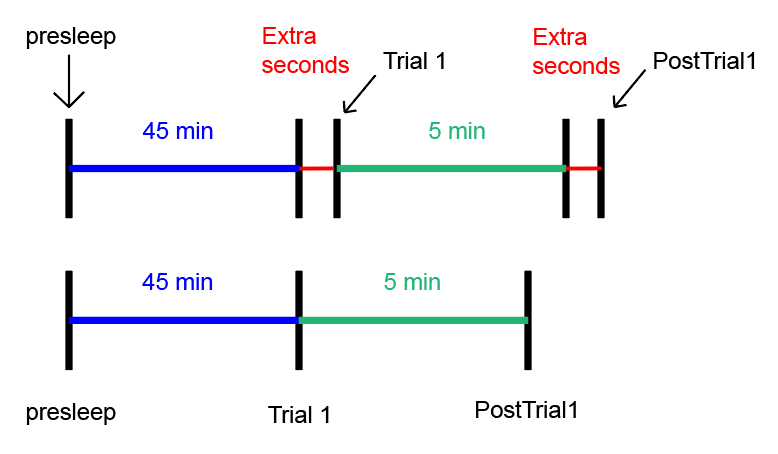 presleep
Extra
seconds
Trial 1
Extra
seconds
PostTrial1
45 min
5 min
45 min
5 min
presleep
Trial 1
PostTrial1